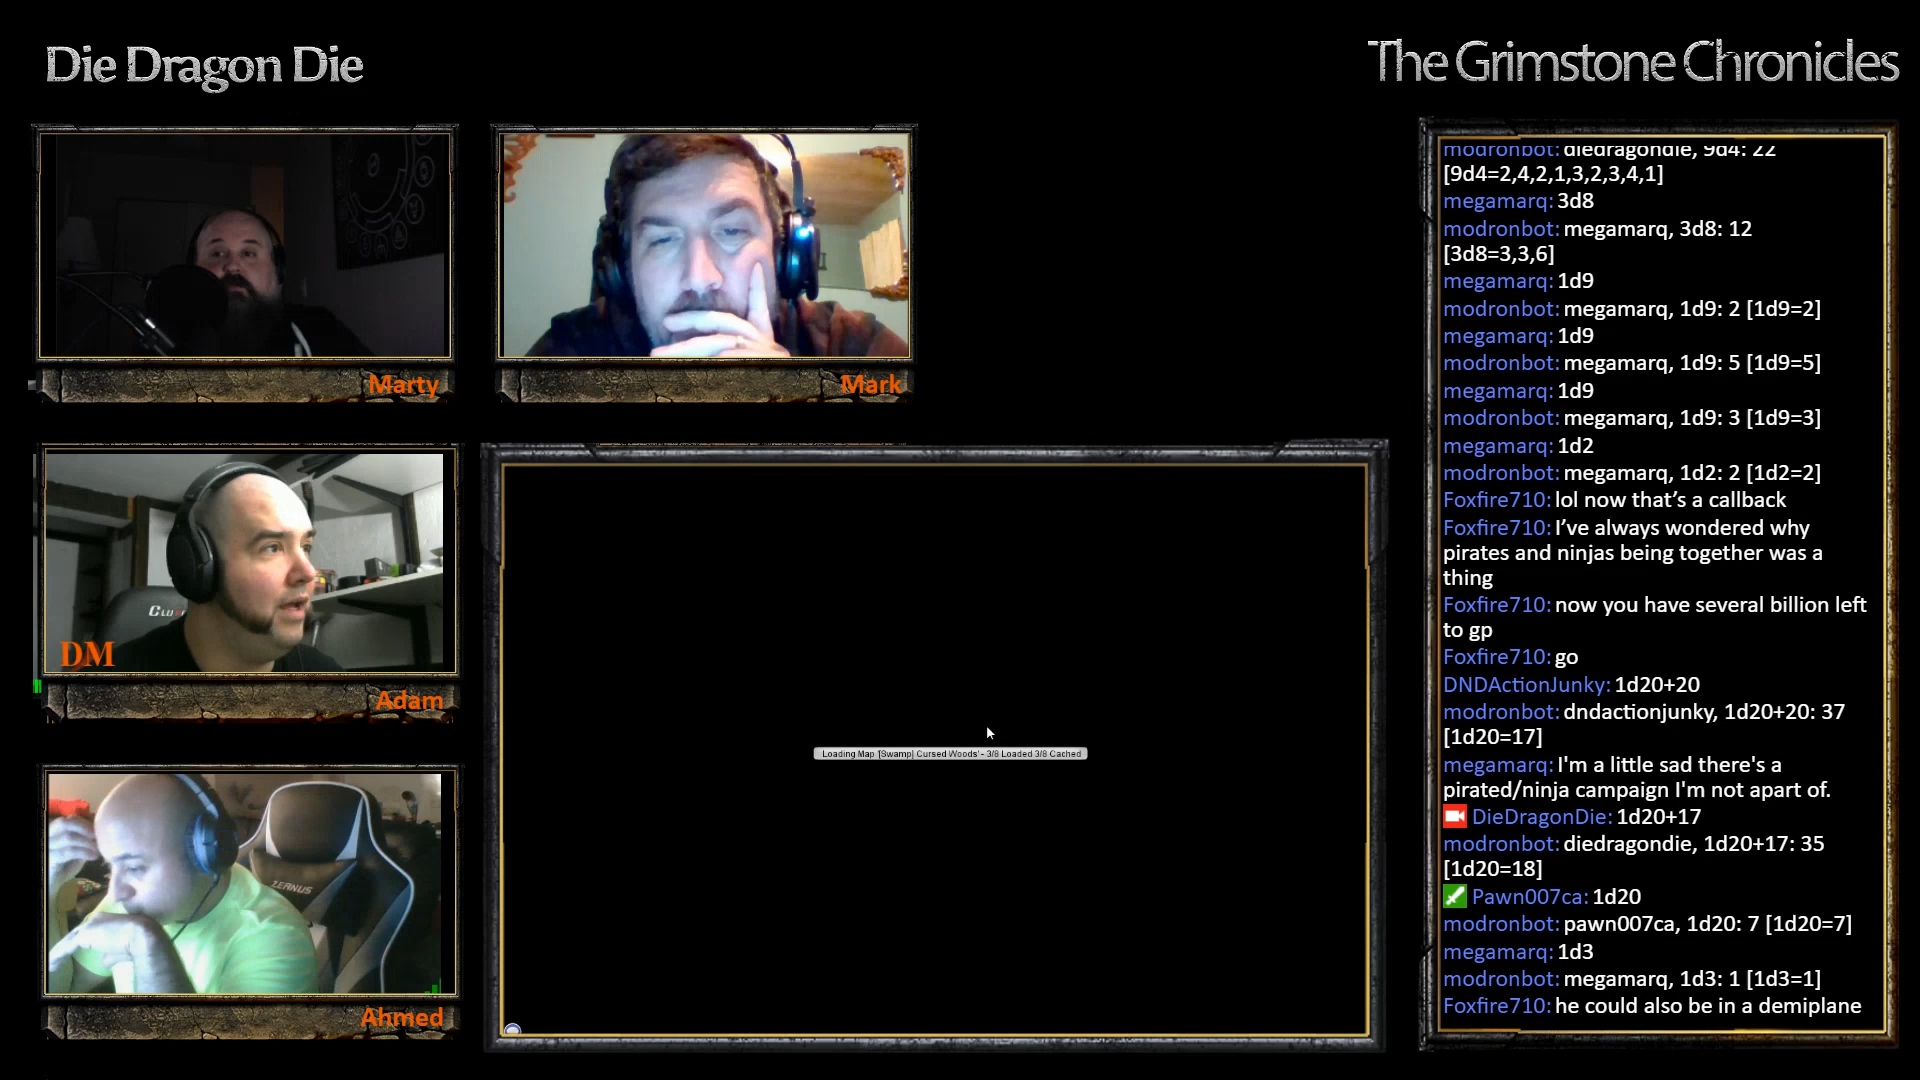 Die Dragon Die
The Grimstone Chronicles
Marty
Mark
CLU
DM
Adam
ZERNUS
Ahmed
Loading Map '[Swamp] Cursed Woods' - 3/8 Loaded 3/8 Cached
modronbot: diedragondie, 9d4: 22
[9d4=2,4,2,1,3,2,3,4,1]
megamarq: 3d8
modronbot: megamarq, 3d8: 12
[3d8=3,3,6]
megamarq: 1d9
modronbot: megamarq, 1d9: 2 [1d9=2]
megamarq: 1d9
modronbot: megamarq, 1d9: 5 [1d9=5]
megamarq: 1d9
modronbot: megamarq, 1d9: 3 [1d9=3]
megamarq: 1d2
modronbot: megamarq, 1d2: 2 [1d2=2]
Foxfire710: lol now that’s a callback
Foxfire710: I’ve always wondered why
pirates and ninjas being together was a
thing
Foxfire710: now you have several billion left
to gp
Foxfire710: go
DNDActionJunky: 1d20+20
modronbot: dndactionjunky, 1d20+20: 37
[1d20=17]
megamarq: I'm a little sad there's a
pirated/ninja campaign I'm not apart of.
DieDragonDie: 1d20+17
modronbot: diedragondie, 1d20+17: 35
[1d20=18]
Pawn007ca: 1d20
modronbot: pawn007ca, 1d20: 7 [1d20=7]
megamarq: 1d3
modronbot: megamarq, 1d3: 1 [1d3=1]
Foxfire710: he could also be in a demiplane